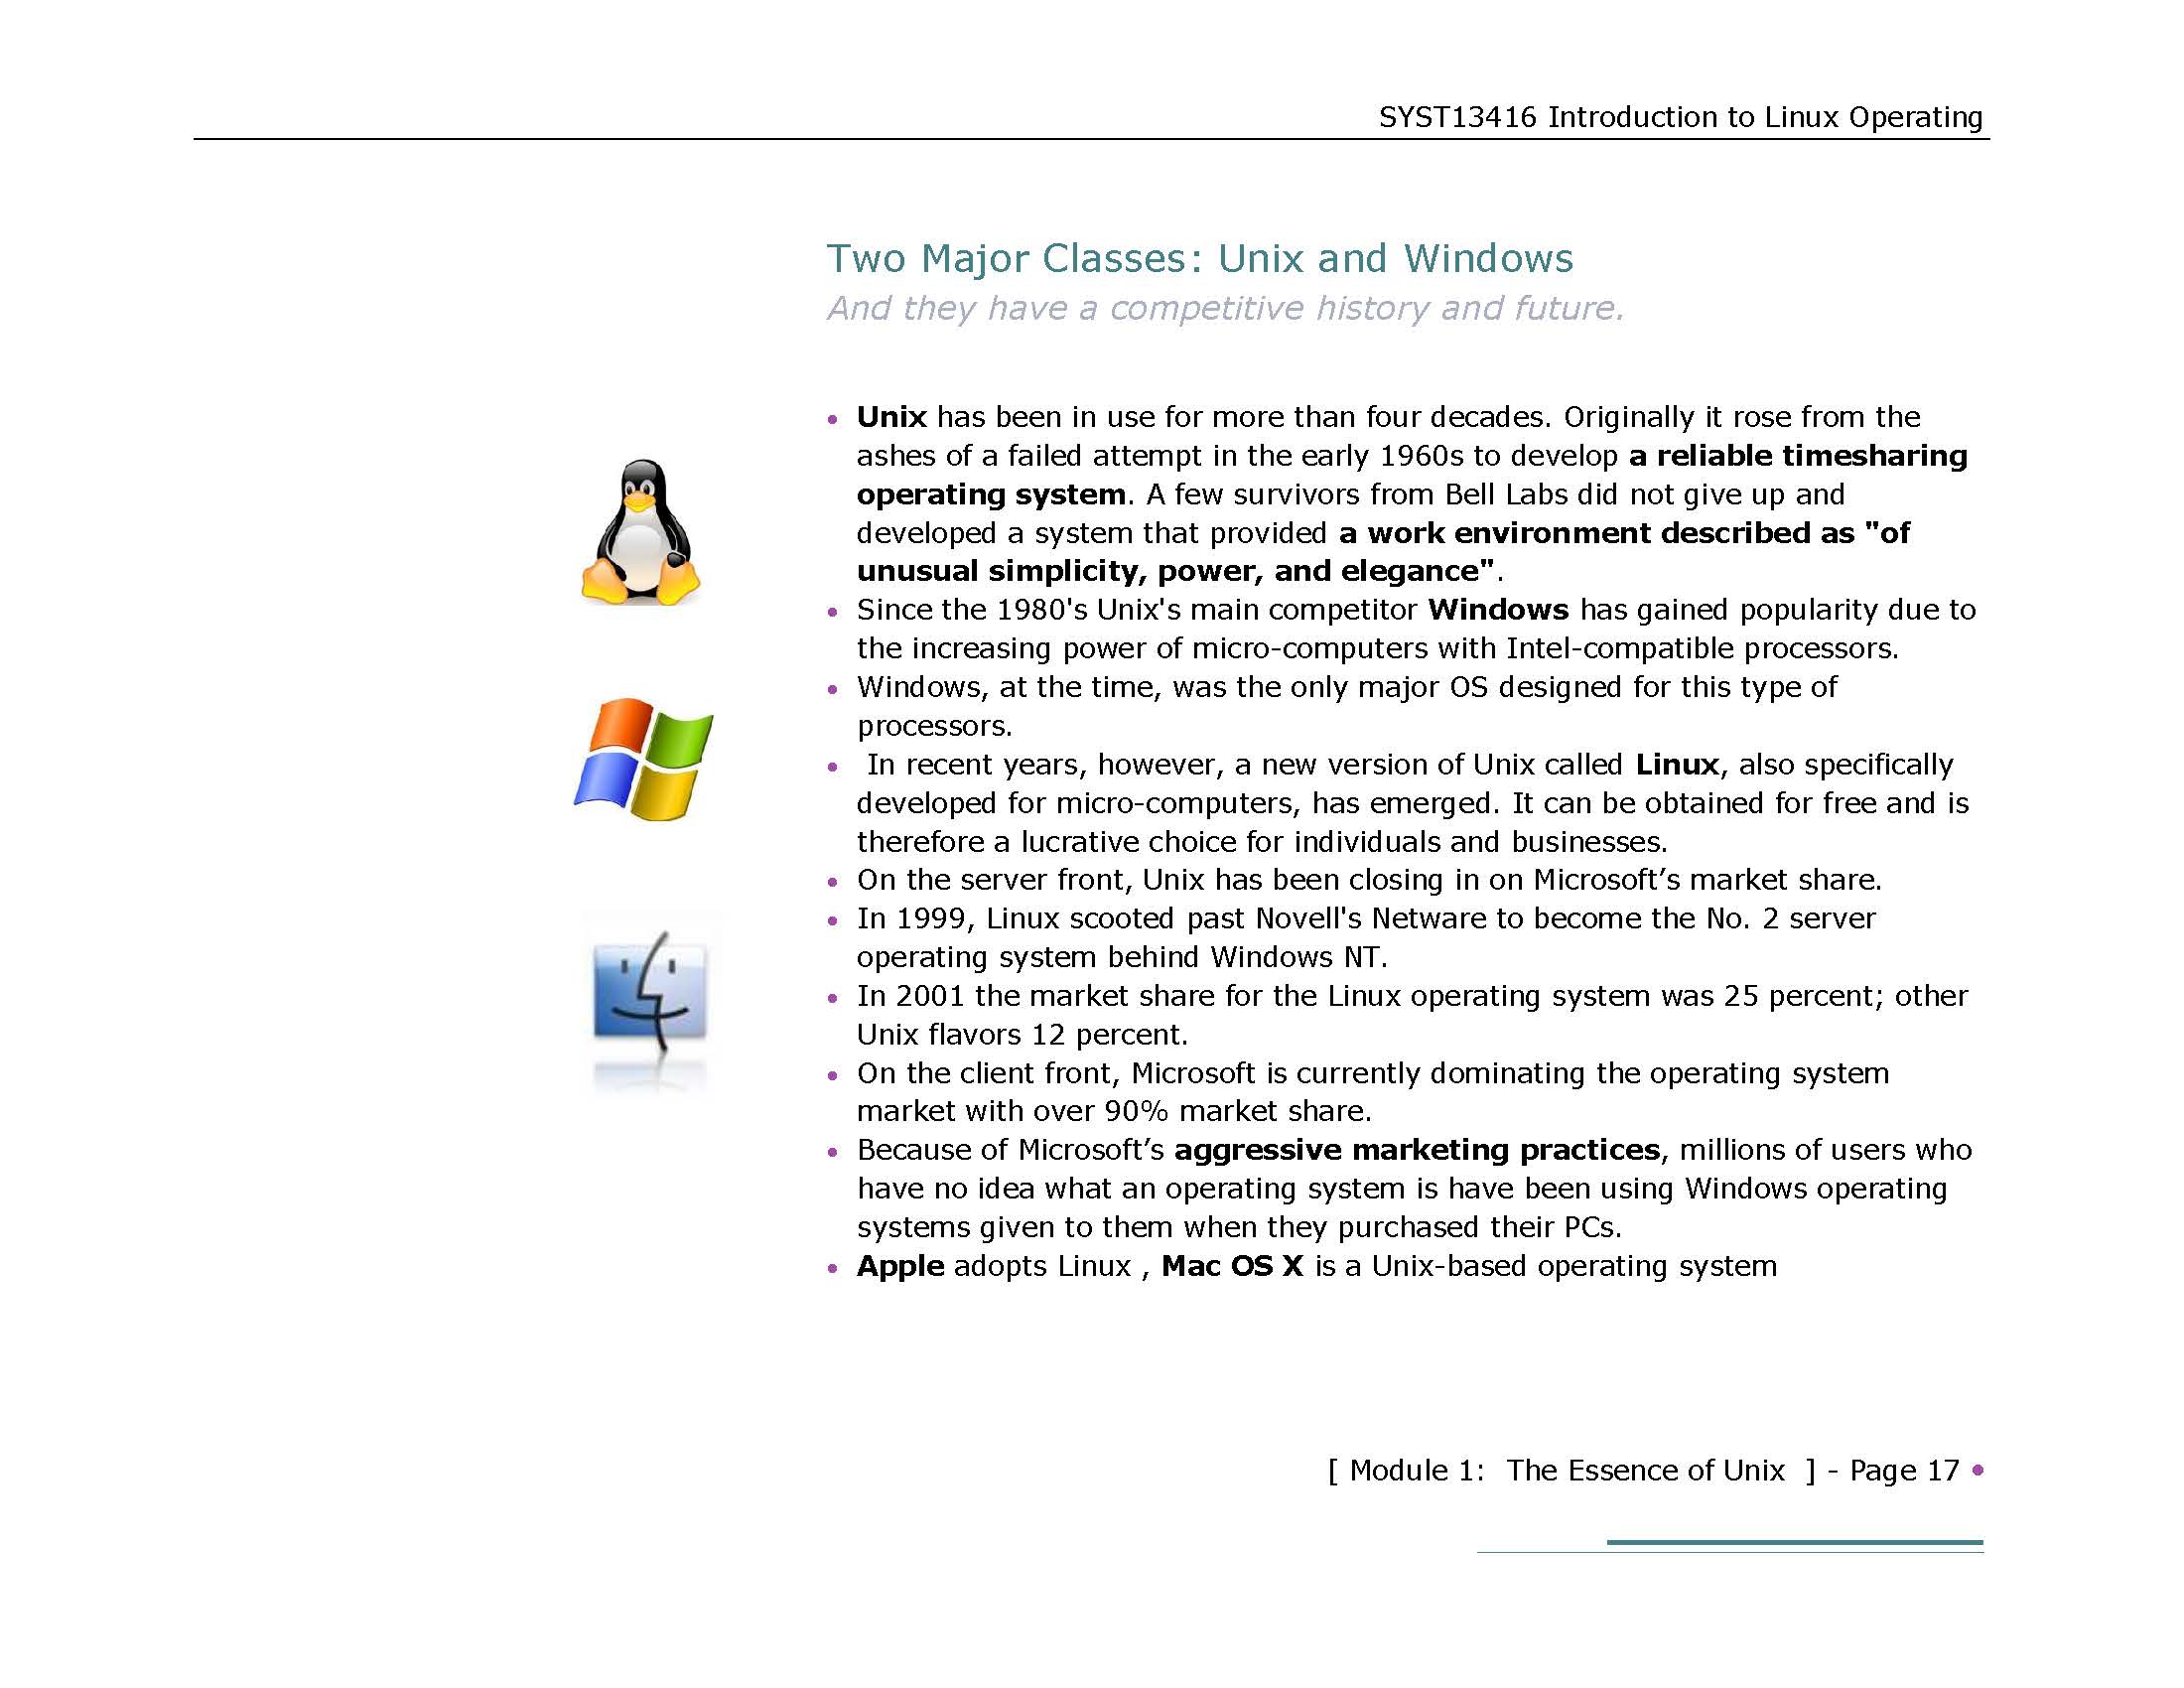 SYST13416 Introduction to Linux Operating
Two Major Classes: Unix and Windows
And they have a competitive history and future.
• Unix has been in use for more than four decades. Originally it rose from the
ashes of a failed attempt in the early 1960s to develop a reliable timesharing
operating system. A few survivors from Bell Labs did not give up and
developed a system that provided a work environment described as "of
unusual simplicity, power, and elegance".
• Since the 1980's Unix's main competitor Windows has gained popularity due to
the increasing power of micro-computers with Intel-compatible processors.
• Windows, at the time, was the only major OS designed for this type of
processors.
• In recent years, however, a new version of Unix called Linux, also specifically
developed for micro-computers, has emerged. It can be obtained for free and is
therefore a lucrative choice for individuals and businesses.
• On the server front, Unix has been closing in on Microsoft’s market share.
• In 1999, Linux scooted past Novell's Netware to become the No. 2 server
operating system behind Windows NT.
• In 2001 the market share for the Linux operating system was 25 percent; other
Unix flavors 12 percent.
• On the client front, Microsoft is currently dominating the operating system
market with over 90% market share.
• Because of Microsoft’s aggressive marketing practices, millions of users who
have no idea what an operating system is have been using Windows operating
systems given to them when they purchased their PCs.
• Apple adopts Linux , Mac OS X is a Unix-based operating system
[ Module 1:  The Essence of Unix  ] - Page 17 •